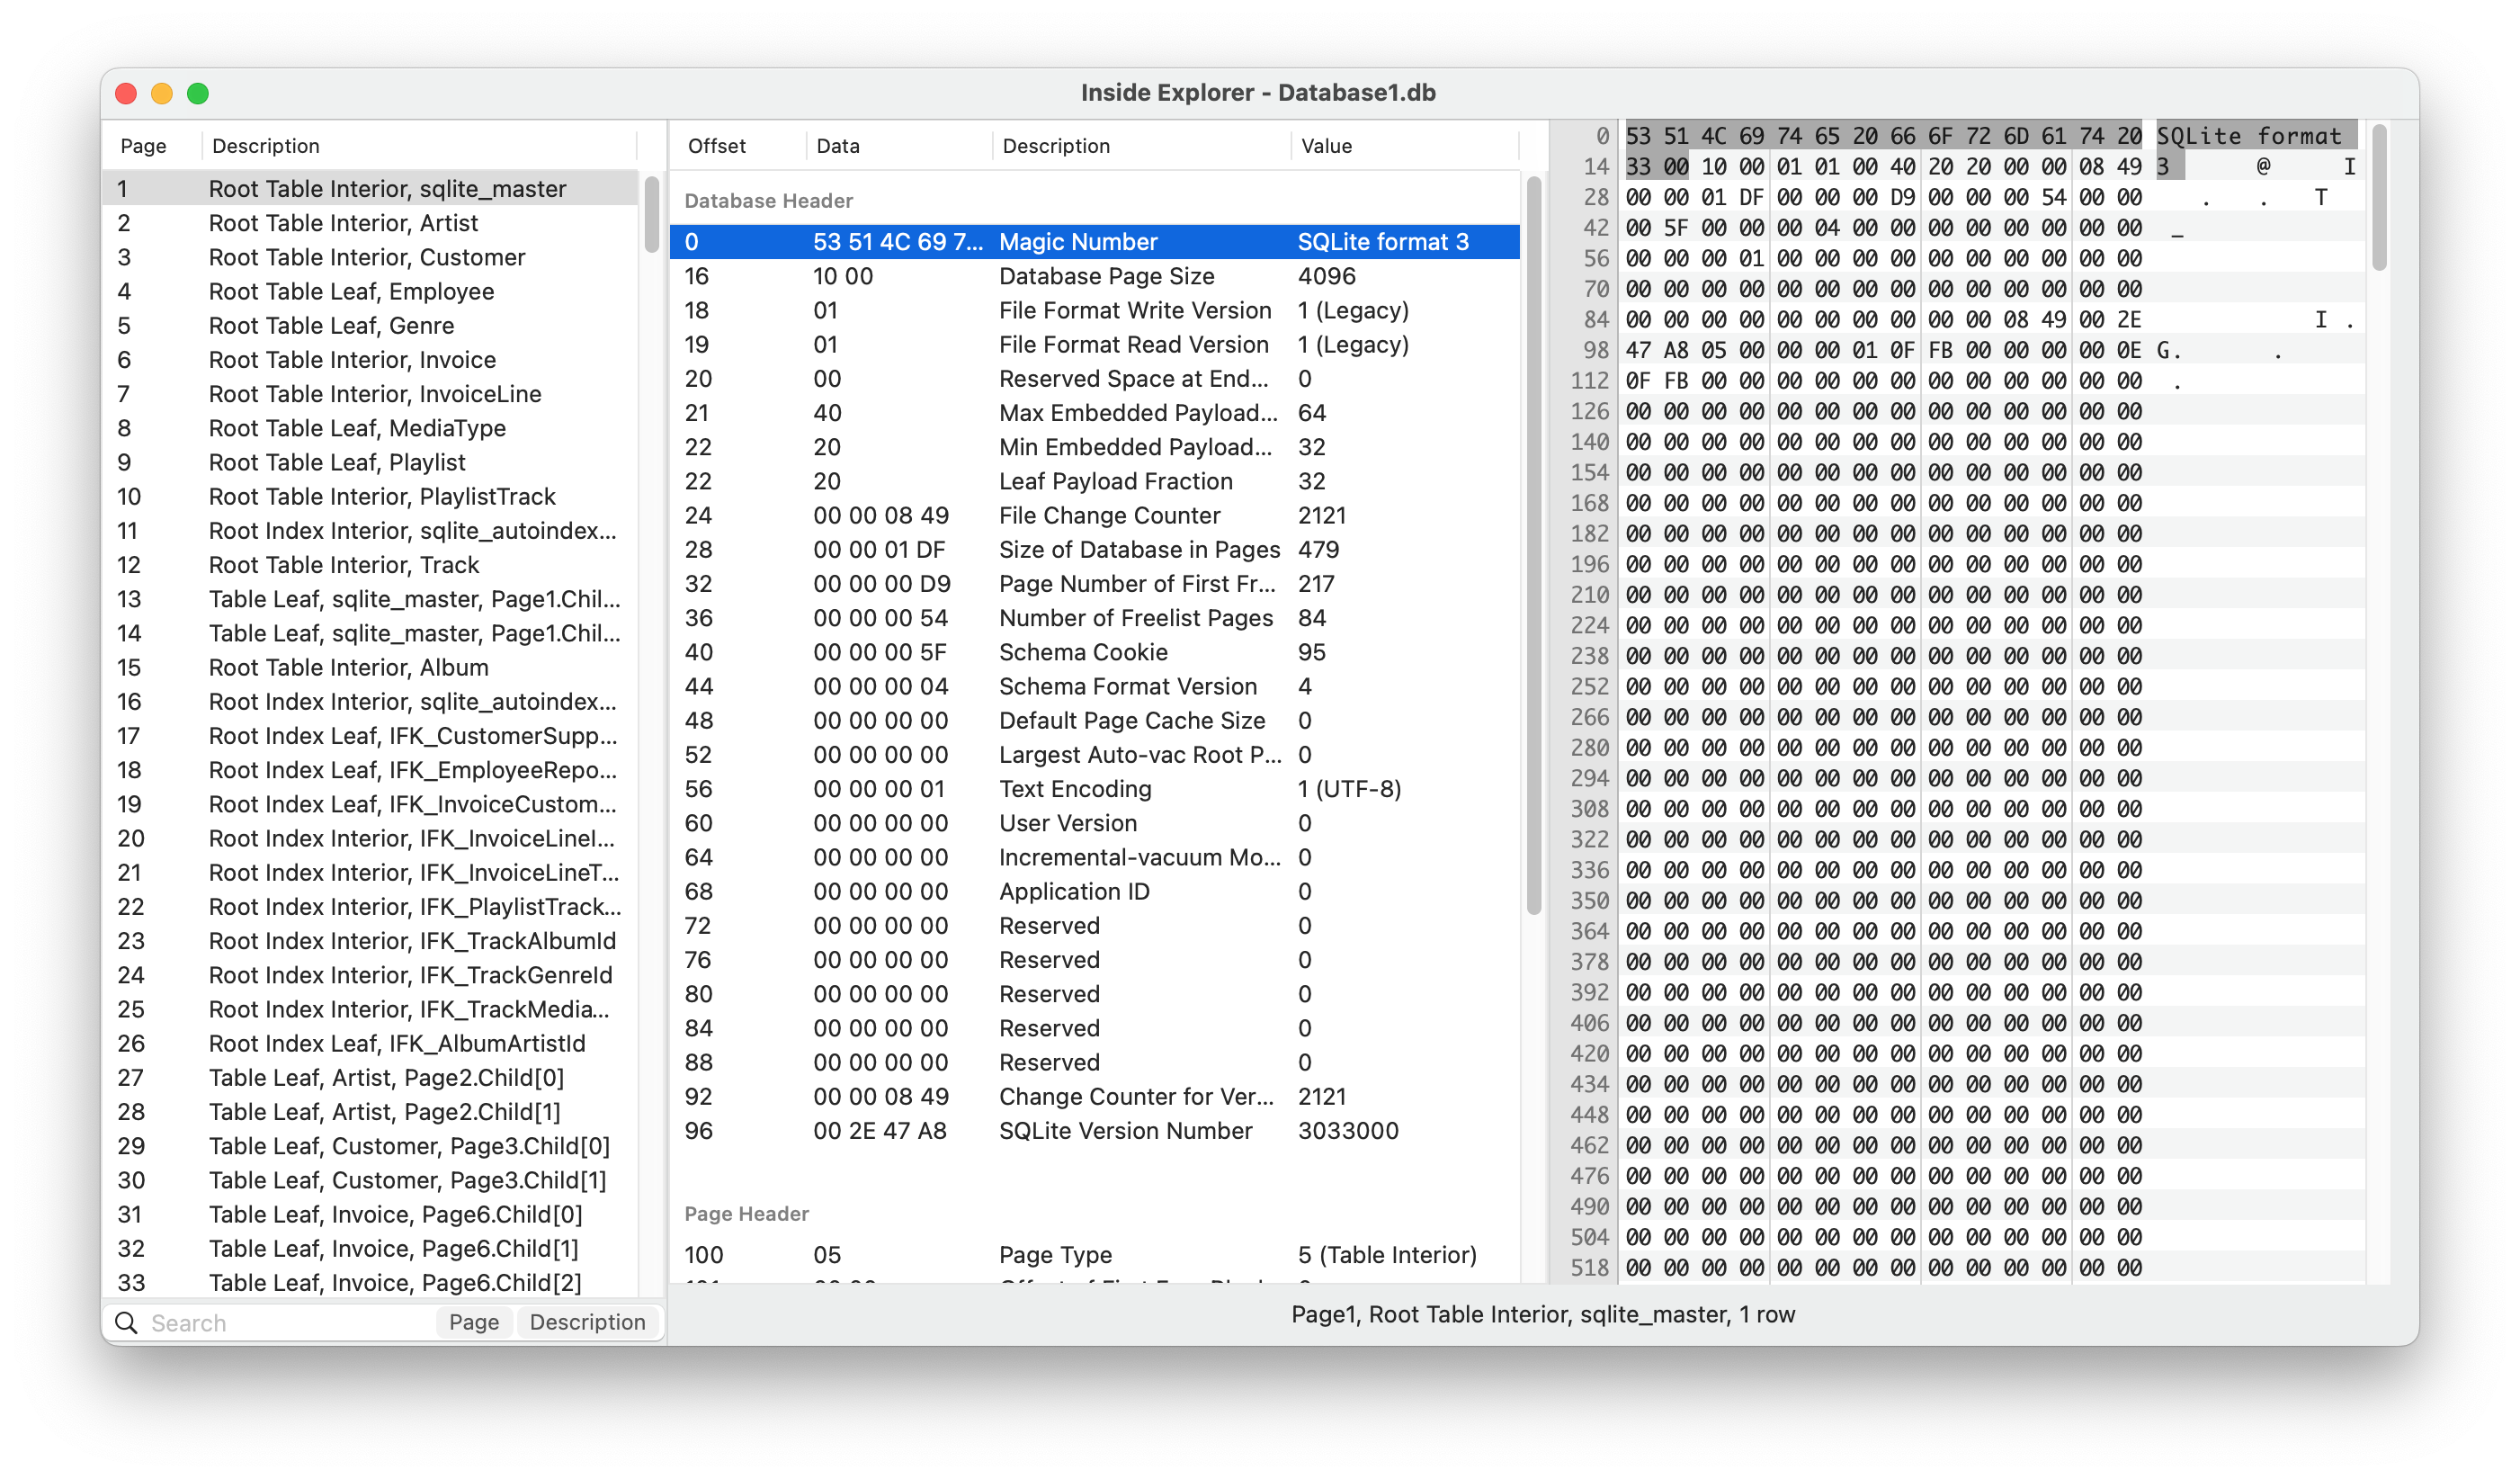 Inside Explorer - Database1.db
Page Description
1 Root Table Interior, sqlite_master
2 Root Table Interior, Artist
3 Root Table Interior, Customer
4 Root Table Leaf, Employee
5 Root Table Leaf, Genre
6 Root Table Interior, Invoice
7 Root Table Interior, InvoiceLine
8 Root Table Leaf, MediaType
9 Root Table Leaf, Playlist
10 Root Table Interior, PlaylistTrack
11 Root Index Interior, sqlite_autoindex...
12 Root Table Interior, Track
13 Table Leaf, sqlite_master, Page1.Chil...
14 Table Leaf, sqlite_master, Page1.Chil...
15 Root Table Interior, Album
16 Root Index Interior, sqlite_autoindex...
17 Root Index Leaf, IFK_CustomerSupp...
18 Root Index Leaf, IFK_EmployeeRepo...
19 Root Index Leaf, IFK_InvoiceCustom...
20 Root Index Interior, IFK_InvoiceLineI...
21 Root Index Interior, IFK_InvoiceLineT...
22 Root Index Interior, IFK_PlaylistTrack...
23 Root Index Interior, IFK_TrackAlbumId
24 Root Index Interior, IFK_TrackGenreId
25 Root Index Interior, IFK_TrackMedia...
26 Root Index Leaf, IFK_AlbumArtistId
27 Table Leaf, Artist, Page2.Child[0]
28 Table Leaf, Artist, Page2.Child[1]
29 Table Leaf, Customer, Page3.Child[0]
30 Table Leaf, Customer, Page3.Child[1]
31 Table Leaf, Invoice, Page6.Child[0]
32 Table Leaf, Invoice, Page6.Child[1]
33 Table Leaf, Invoice, Page6.Child[2]
Search Page Description
Offset Data Description Value
Database Header
0 53 51 4C 69 7... Magic Number SQLite format 3
16 10 00 Database Page Size 4096
18 01 File Format Write Version 1 (Legacy)
19 01 File Format Read Version 1 (Legacy)
20 00 Reserved Space at End... 0
21 40 Max Embedded Payload... 64
22 20 Min Embedded Payload... 32
22 20 Leaf Payload Fraction 32
24 00 00 08 49 File Change Counter 2121
28 00 00 01 DF Size of Database in Pages 479
32 00 00 00 D9 Page Number of First Fr... 217
36 00 00 00 54 Number of Freelist Pages 84
40 00 00 00 5F Schema Cookie 95
44 00 00 00 04 Schema Format Version 4
48 00 00 00 00 Default Page Cache Size 0
52 00 00 00 00 Largest Auto-vac Root P... 0
56 00 00 00 01 Text Encoding 1 (UTF-8)
60 00 00 00 00 User Version 0
64 00 00 00 00 Incremental-vacuum Mo... 0
68 00 00 00 00 Application ID 0
72 00 00 00 00 Reserved 0
76 00 00 00 00 Reserved 0
80 00 00 00 00 Reserved 0
84 00 00 00 00 Reserved 0
88 00 00 00 00 Reserved 0
92 00 00 08 49 Change Counter for Ver... 2121
96 00 2E 47 A8 SQLite Version Number 3033000
Page Header
100 05 Page Type 5 (Table Interior)
0 53 51 4C 69 74 65 20 66 6F 72 6D 61 74 20 SQLite format
14 33 00 10 00 01 01 00 40 20 20 00 00 08 49 3 @ I
28 00 00 01 DF 00 00 00 D9 00 00 00 54 00 00 . . T
42 00 5F 00 00 00 04 00 00 00 00 00 00 00 00 _
56 00 00 00 01 00 00 00 00 00 00 00 00 00 00
70 00 00 00 00 00 00 00 00 00 00 00 00 00 00
84 00 00 00 00 00 00 00 00 00 00 08 49 00 2E I .
98 47 A8 05 00 00 00 01 0F FB 00 00 00 00 0E G. .
112 0F FB 00 00 00 00 00 00 00 00 00 00 00 00 .
126 00 00 00 00 00 00 00 00 00 00 00 00 00 00
140 00 00 00 00 00 00 00 00 00 00 00 00 00 00
154 00 00 00 00 00 00 00 00 00 00 00 00 00 00
168 00 00 00 00 00 00 00 00 00 00 00 00 00 00
182 00 00 00 00 00 00 00 00 00 00 00 00 00 00
196 00 00 00 00 00 00 00 00 00 00 00 00 00 00
210 00 00 00 00 00 00 00 00 00 00 00 00 00 00
224 00 00 00 00 00 00 00 00 00 00 00 00 00 00
238 00 00 00 00 00 00 00 00 00 00 00 00 00 00
252 00 00 00 00 00 00 00 00 00 00 00 00 00 00
266 00 00 00 00 00 00 00 00 00 00 00 00 00 00
280 00 00 00 00 00 00 00 00 00 00 00 00 00 00
294 00 00 00 00 00 00 00 00 00 00 00 00 00 00
308 00 00 00 00 00 00 00 00 00 00 00 00 00 00
322 00 00 00 00 00 00 00 00 00 00 00 00 00 00
336 00 00 00 00 00 00 00 00 00 00 00 00 00 00
350 00 00 00 00 00 00 00 00 00 00 00 00 00 00
364 00 00 00 00 00 00 00 00 00 00 00 00 00 00
378 00 00 00 00 00 00 00 00 00 00 00 00 00 00
392 00 00 00 00 00 00 00 00 00 00 00 00 00 00
406 00 00 00 00 00 00 00 00 00 00 00 00 00 00
420 00 00 00 00 00 00 00 00 00 00 00 00 00 00
434 00 00 00 00 00 00 00 00 00 00 00 00 00 00
448 00 00 00 00 00 00 00 00 00 00 00 00 00 00
462 00 00 00 00 00 00 00 00 00 00 00 00 00 00
476 00 00 00 00 00 00 00 00 00 00 00 00 00 00
490 00 00 00 00 00 00 00 00 00 00 00 00 00 00
504 00 00 00 00 00 00 00 00 00 00 00 00 00 00
518 00 00 00 00 00 00 00 00 00 00 00 00 00 00
Page1, Root Table Interior, sqlite_master, 1 row